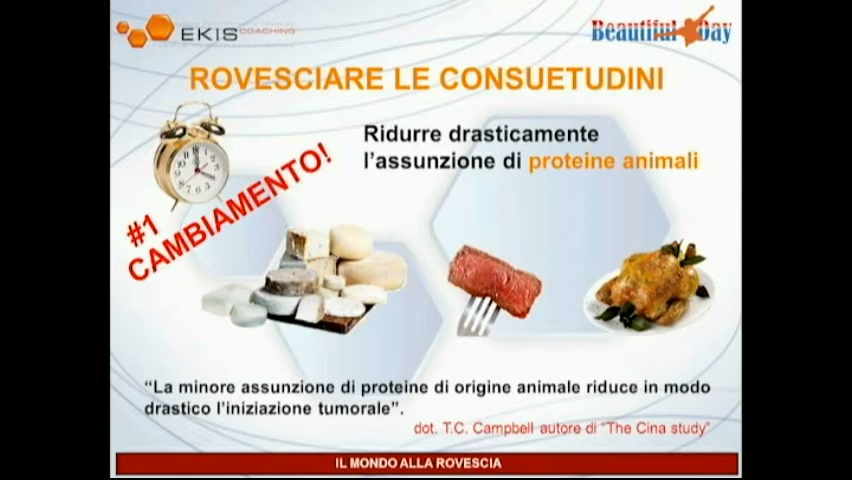 EKIS COACHING
Beautiful Day
ROVESCIARE LE CONSUETUDINI
Ridurre drasticamente
l'assunzione di proteine animali
#1
CAMBIAMENTO!
“La minore assunzione di proteine di origine animale riduce in modo
drastico l'iniziazione tumorale”.
dot. T.C. Campbell autore di “The Cina study”
IL MONDO ALLA ROVESCIA